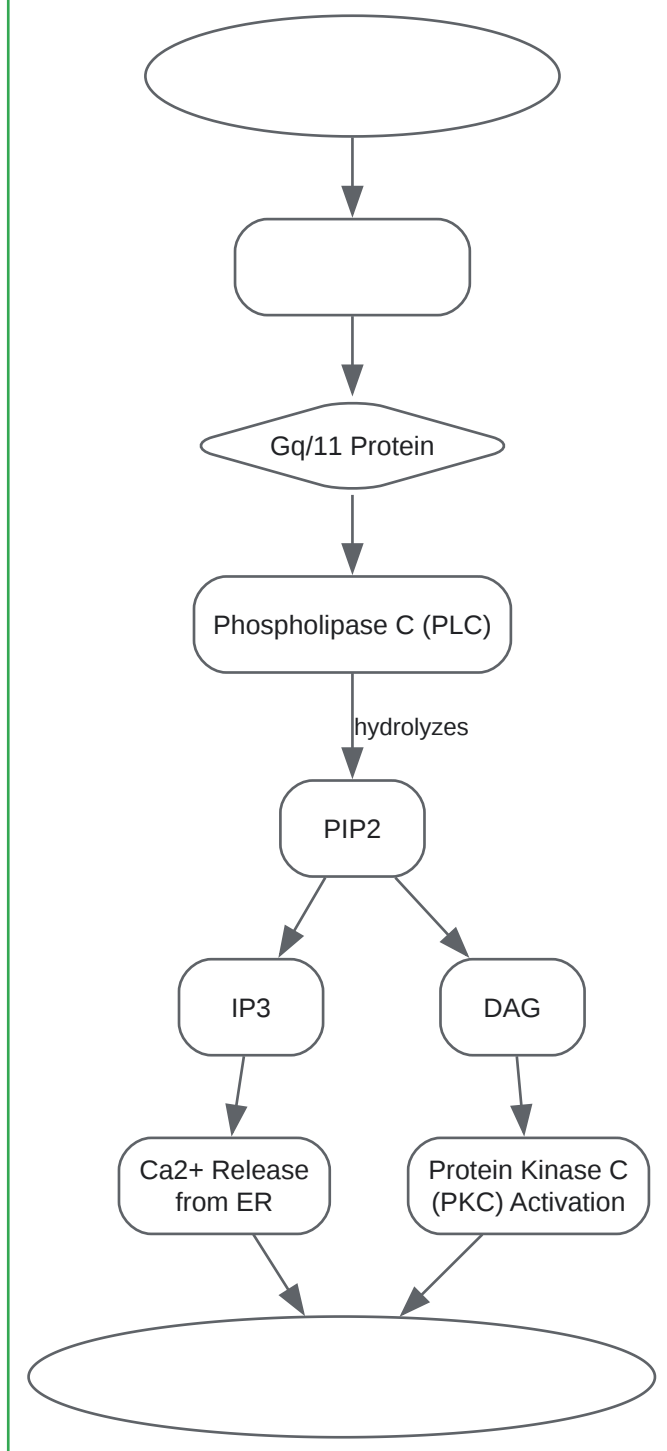 Gq/11 Protein
Phospholipase C (PLC)
hydrolyzes
PIP2
IP3
DAG
Ca2+ Release
from ER
Protein Kinase C
(PKC) Activation